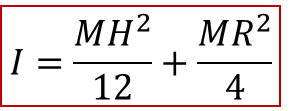 I = MH²/12 + MR²/4